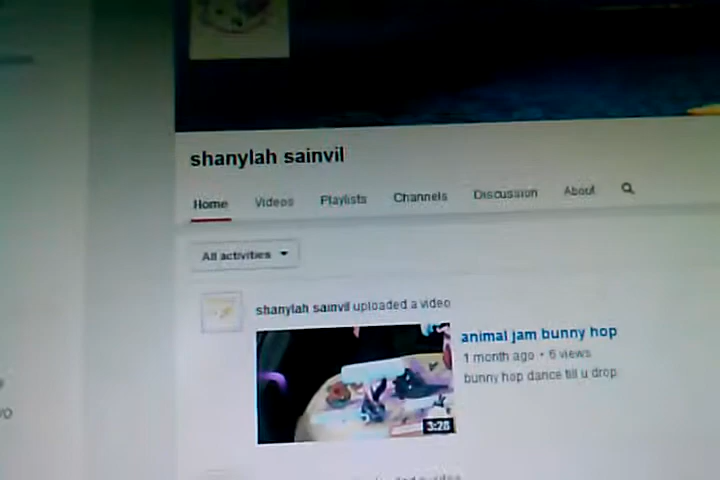 shanylah sainvil
Home Videos Playlists Channels Discussion About
All activities
shanylah sainvil uploaded a video
animal jam bunny hop
1 month ago • 6 views
bunny hop dance till u drop
3:28